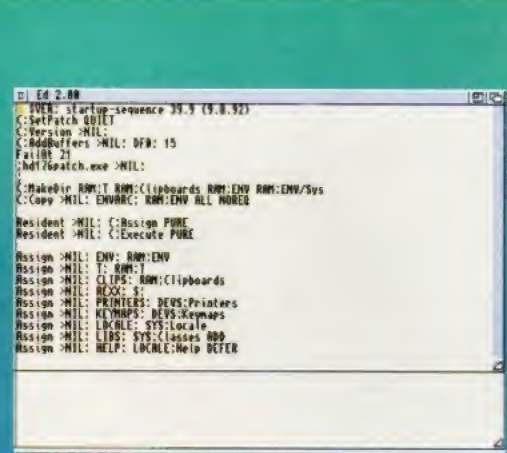 Ed 2.00
; $VER: startup-sequence 39.9 (9.8.92)
C:SetPatch QUIET
C:Version >NIL:
C:AddBuffers >NIL: DF0: 15
FailAt 21
;hd176patch.exe >NIL:
;
C:MakeDir RAM:T RAM:Clipboards RAM:ENV RAM:ENV/Sys
C:Copy >NIL: ENVARC: RAM:ENV ALL NOREQ
Resident >NIL: C:Assign PURE
Resident >NIL: C:Execute PURE
Assign >NIL: ENV: RAM:ENV
Assign >NIL: T: RAM:T
Assign >NIL: CLIPS: RAM:Clipboards
Assign >NIL: REXX: S:
Assign >NIL: PRINTERS: DEVS:Printers
Assign >NIL: KEYMAPS: DEVS:Keymaps
Assign >NIL: LOCALE: SYS:Locale
Assign >NIL: LIBS: SYS:Classes ADD
Assign >NIL: HELP: LOCALE:Help DEFER